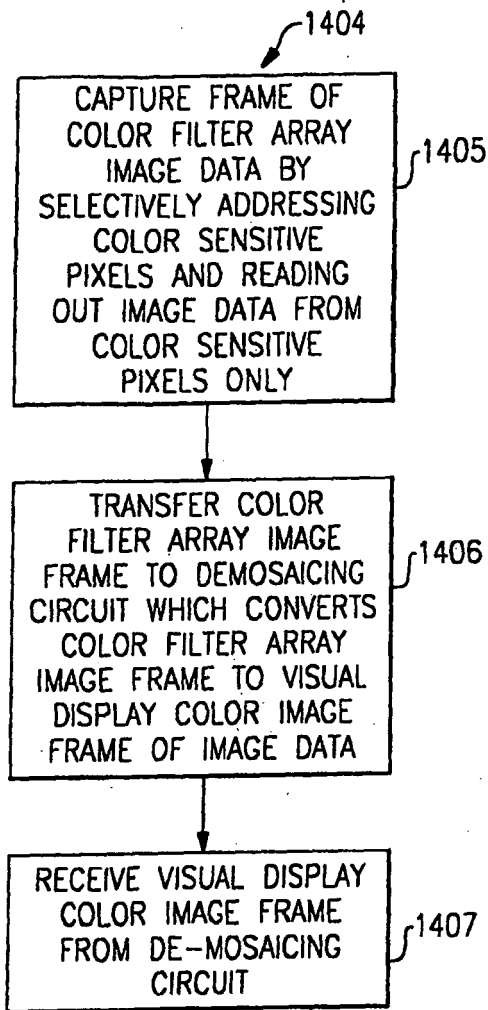 1404
CAPTURE FRAME OF
COLOR FILTER ARRAY
IMAGE DATA BY
SELECTIVELY ADDRESSING
COLOR SENSITIVE
PIXELS AND READING
OUT IMAGE DATA FROM
COLOR SENSITIVE
PIXELS ONLY
1405
TRANSFER COLOR
FILTER ARRAY IMAGE
FRAME TO DEMOSAICING
CIRCUIT WHICH CONVERTS
COLOR FILTER ARRAY
IMAGE FRAME TO VISUAL
DISPLAY COLOR IMAGE
FRAME OF IMAGE DATA
1406
RECEIVE VISUAL DISPLAY
COLOR IMAGE FRAME
FROM DE-MOSAICING
CIRCUIT
1407